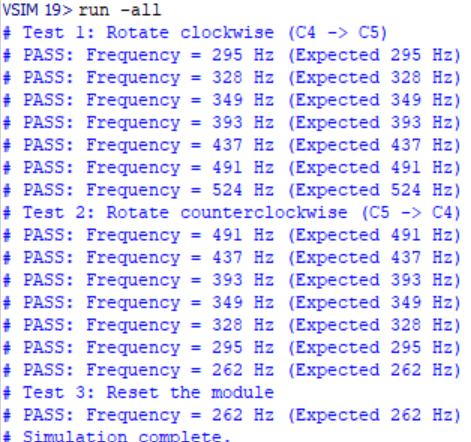 VSIM 19> run -all
# Test 1: Rotate clockwise (C4 -> C5)
# PASS: Frequency = 295 Hz (Expected 295 Hz)
# PASS: Frequency = 328 Hz (Expected 328 Hz)
# PASS: Frequency = 349 Hz (Expected 349 Hz)
# PASS: Frequency = 393 Hz (Expected 393 Hz)
# PASS: Frequency = 437 Hz (Expected 437 Hz)
# PASS: Frequency = 491 Hz (Expected 491 Hz)
# PASS: Frequency = 524 Hz (Expected 524 Hz)
# Test 2: Rotate counterclockwise (C5 -> C4)
# PASS: Frequency = 491 Hz (Expected 491 Hz)
# PASS: Frequency = 437 Hz (Expected 437 Hz)
# PASS: Frequency = 393 Hz (Expected 393 Hz)
# PASS: Frequency = 349 Hz (Expected 349 Hz)
# PASS: Frequency = 328 Hz (Expected 328 Hz)
# PASS: Frequency = 295 Hz (Expected 295 Hz)
# PASS: Frequency = 262 Hz (Expected 262 Hz)
# Test 3: Reset the module
# PASS: Frequency = 262 Hz (Expected 262 Hz)
# Simulation complete.